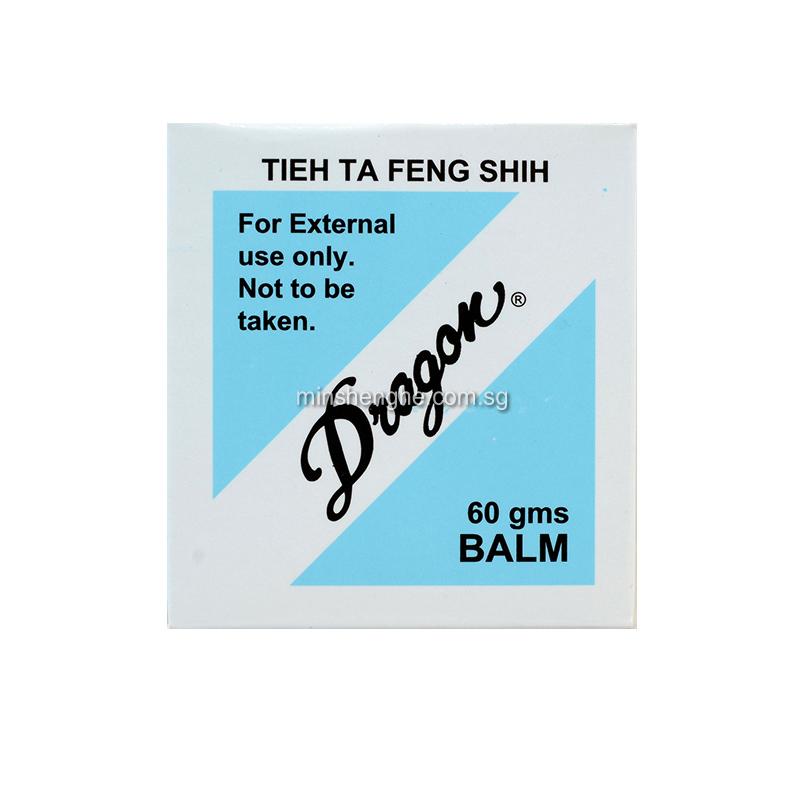 TIEH TA FENG SHIH
For External
use only.
Not to be
taken.
Dragon®
minshenghe.com.sg
60 gms
BALM